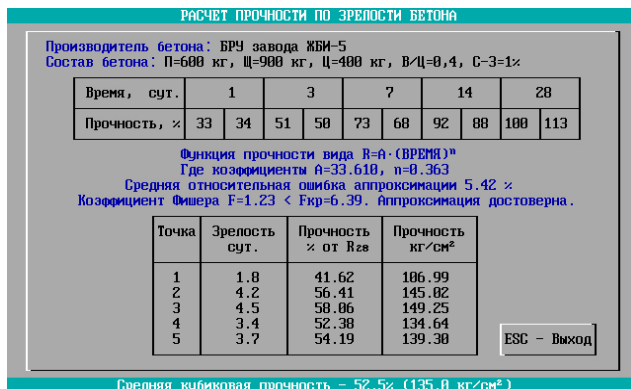 РАСЧЕТ ПРОЧНОСТИ ПО ЗРЕЛОСТИ БЕТОНА
Производитель бетона: БРУ завода ЖБИ-5
Состав бетона: П=600 кг, Щ=900 кг, Ц=400 кг, В/Ц=0,4, С-3=1%
Время, сут. 1 3 7 14 28
Прочность, % 33 34 51 50 73 68 92 88 100 113
Функция прочности вида R=A·(ВРЕМЯ)ⁿ
Где коэффициенты A=33.610, n=0.363
Средняя относительная ошибка аппроксимации 5.42 %
Коэффициент Фишера F=1.23 < Fкр=6.39. Аппроксимация достоверна.
Точка Зрелость Прочность Прочность
сут. % от R₂₈ кг/см²
1 1.8 41.62 106.99
2 4.2 56.41 145.02
3 4.5 58.06 149.25
4 3.4 52.38 134.64
5 3.7 54.19 139.30
ESC - Выход
Средняя кубиковая прочность - 52.5% (135.0 кг/см²)